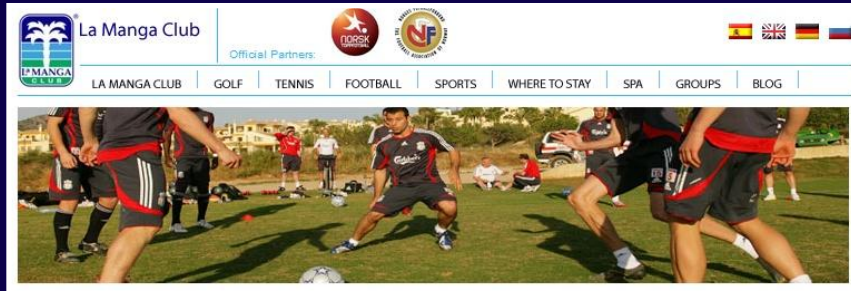 La Manga Club
Official Partners:
NORSK
TOPPFOTBALL
NF
LA MANGA
CLUB
LA MANGA CLUB GOLF TENNIS FOOTBALL SPORTS WHERE TO STAY SPA GROUPS BLOG
Carlsberg